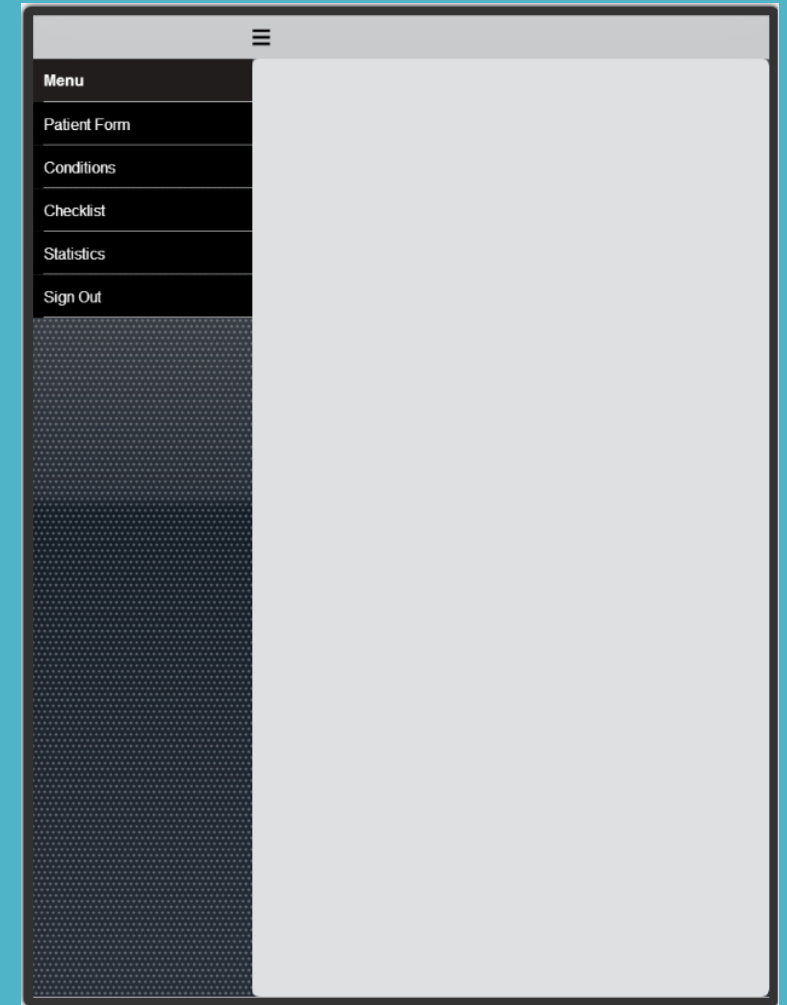 Menu
Patient Form
Conditions
Checklist
Statistics
Sign Out